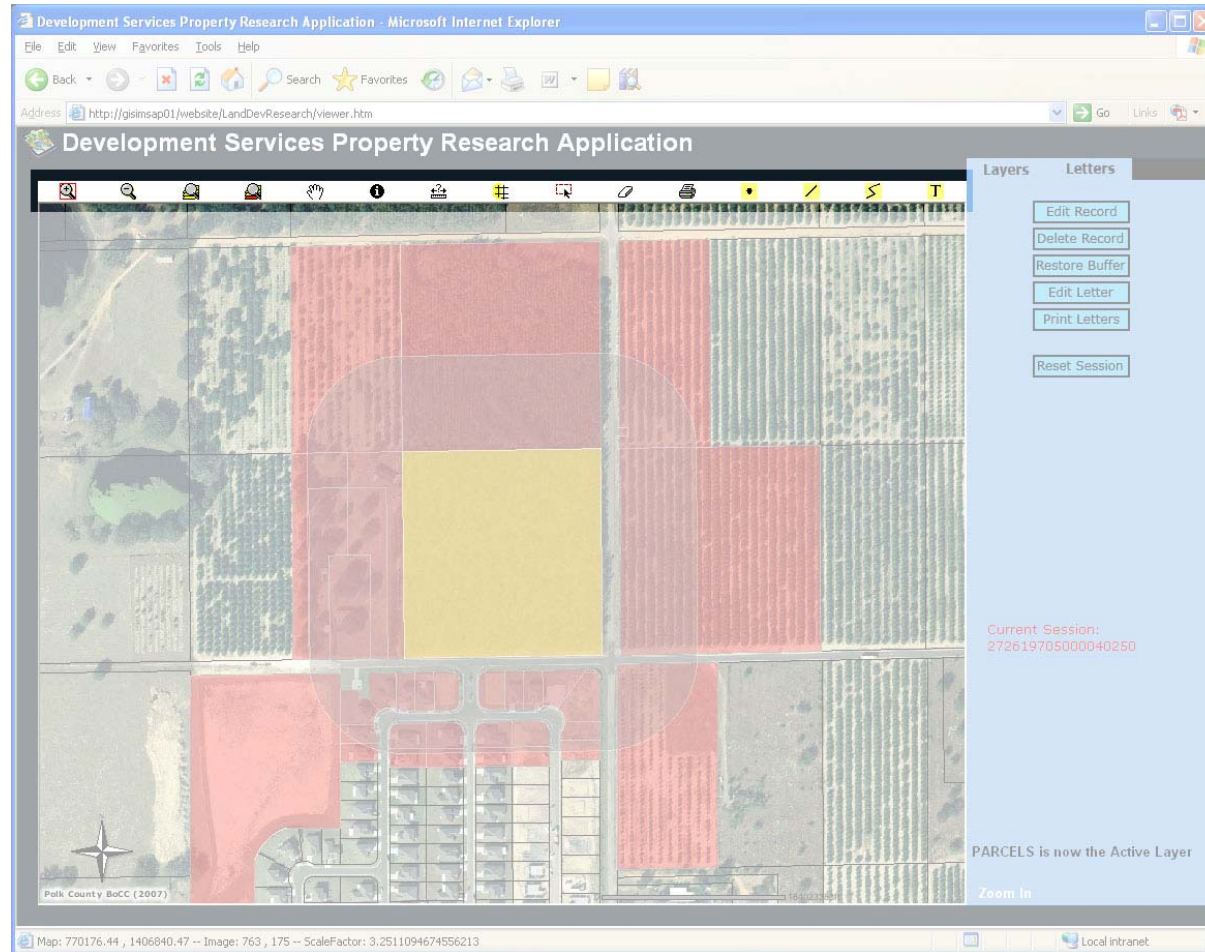 Development Services Property Research Application - Microsoft Internet Explorer
File Edit View Favorites Tools Help
Back Search Favorites
Address http://gisimsap01/website/LandDevResearch/viewer.htm Go Links
Development Services Property Research Application
Layers Letters
T
Edit Record
Delete Record
Restore Buffer
Edit Letter
Print Letters
Reset Session
Current Session:
272619705000040250
PARCELS is now the Active Layer
Polk County BoCC (2007)
Zoom In
Map: 770176.44 , 1406840.47 -- Image: 763 , 175 -- ScaleFactor: 3.2511094674556213
Local intranet